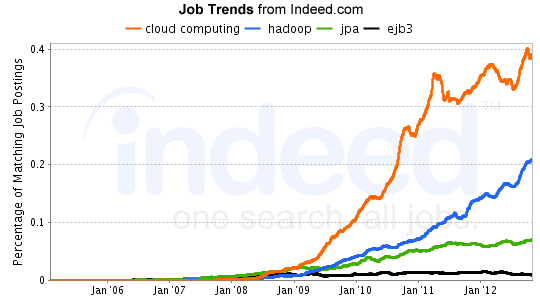 Job Trends from Indeed.com
cloud computing hadoop jpa ejb3
Percentage of Matching Job Postings
0.4
0.3
0.2
0.1
0
indeed™
one search. all jobs.
Jan '06 Jan '07 Jan '08 Jan '09 Jan '10 Jan '11 Jan '12